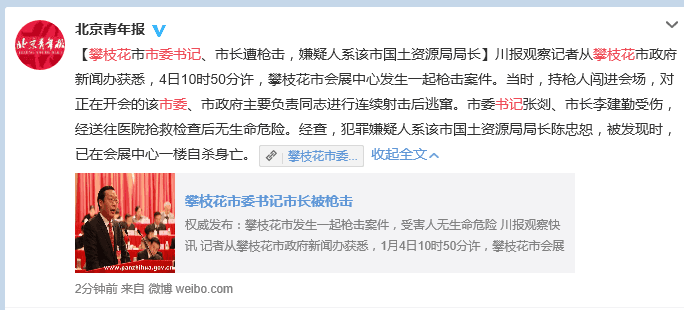 北京青年报
北京青年报
【攀枝花市市委书记、市长遭枪击，嫌疑人系该市国土资源局局长】川报观察记者从攀枝花市政府
新闻办获悉，4日10时50分许，攀枝花市会展中心发生一起枪击案件。当时，持枪人闯进会场，对
正在开会的该市委、市政府主要负责同志进行连续射击后逃窜。市委书记张剡、市长李建勤受伤，
经送往医院抢救检查后无生命危险。经查，犯罪嫌疑人系该市国土资源局局长陈忠恕，被发现时，
已在会展中心一楼自杀身亡。 攀枝花市委... 收起全文
攀枝花市委书记市长被枪击
权威发布：攀枝花市发生一起枪击案件，受害人无生命危险 川报观察快
讯 记者从攀枝花市政府新闻办获悉，1月4日10时50分许，攀枝花市会展
www.panzhihua.gov.cn
2分钟前 来自 微博 weibo.com